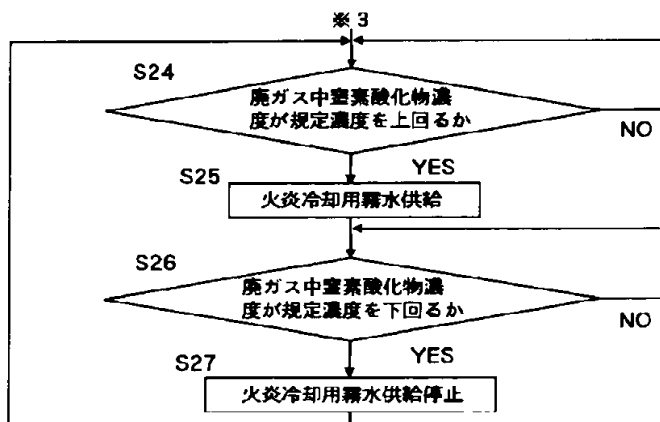 ※3
S24
廃ガス中窒素酸化物濃
度が規定濃度を上回るか
NO
YES
S25
火炎冷却用霧水供給
S26
廃ガス中窒素酸化物濃
度が規定濃度を下回るか
NO
YES
S27
火炎冷却用霧水供給停止